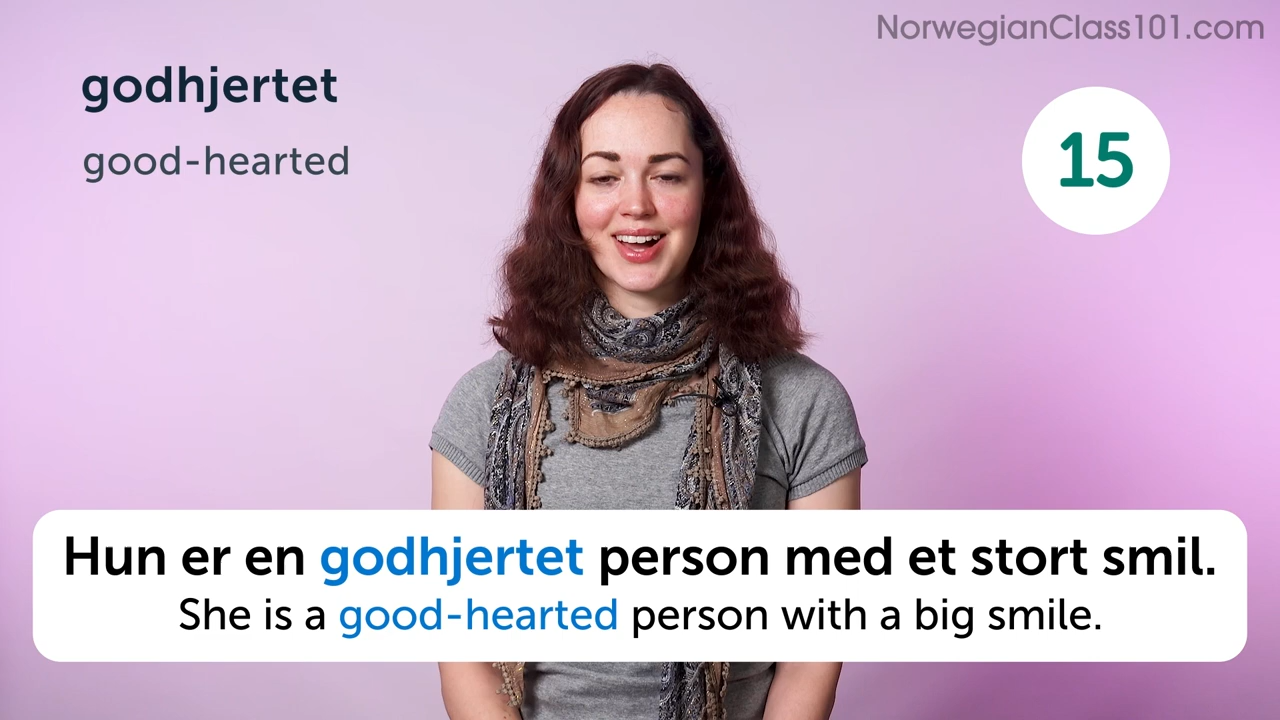 NorwegianClass101.com
godhjertet
good-hearted
15
Hun er en godhjertet person med et stort smil.
She is a good-hearted person with a big smile.